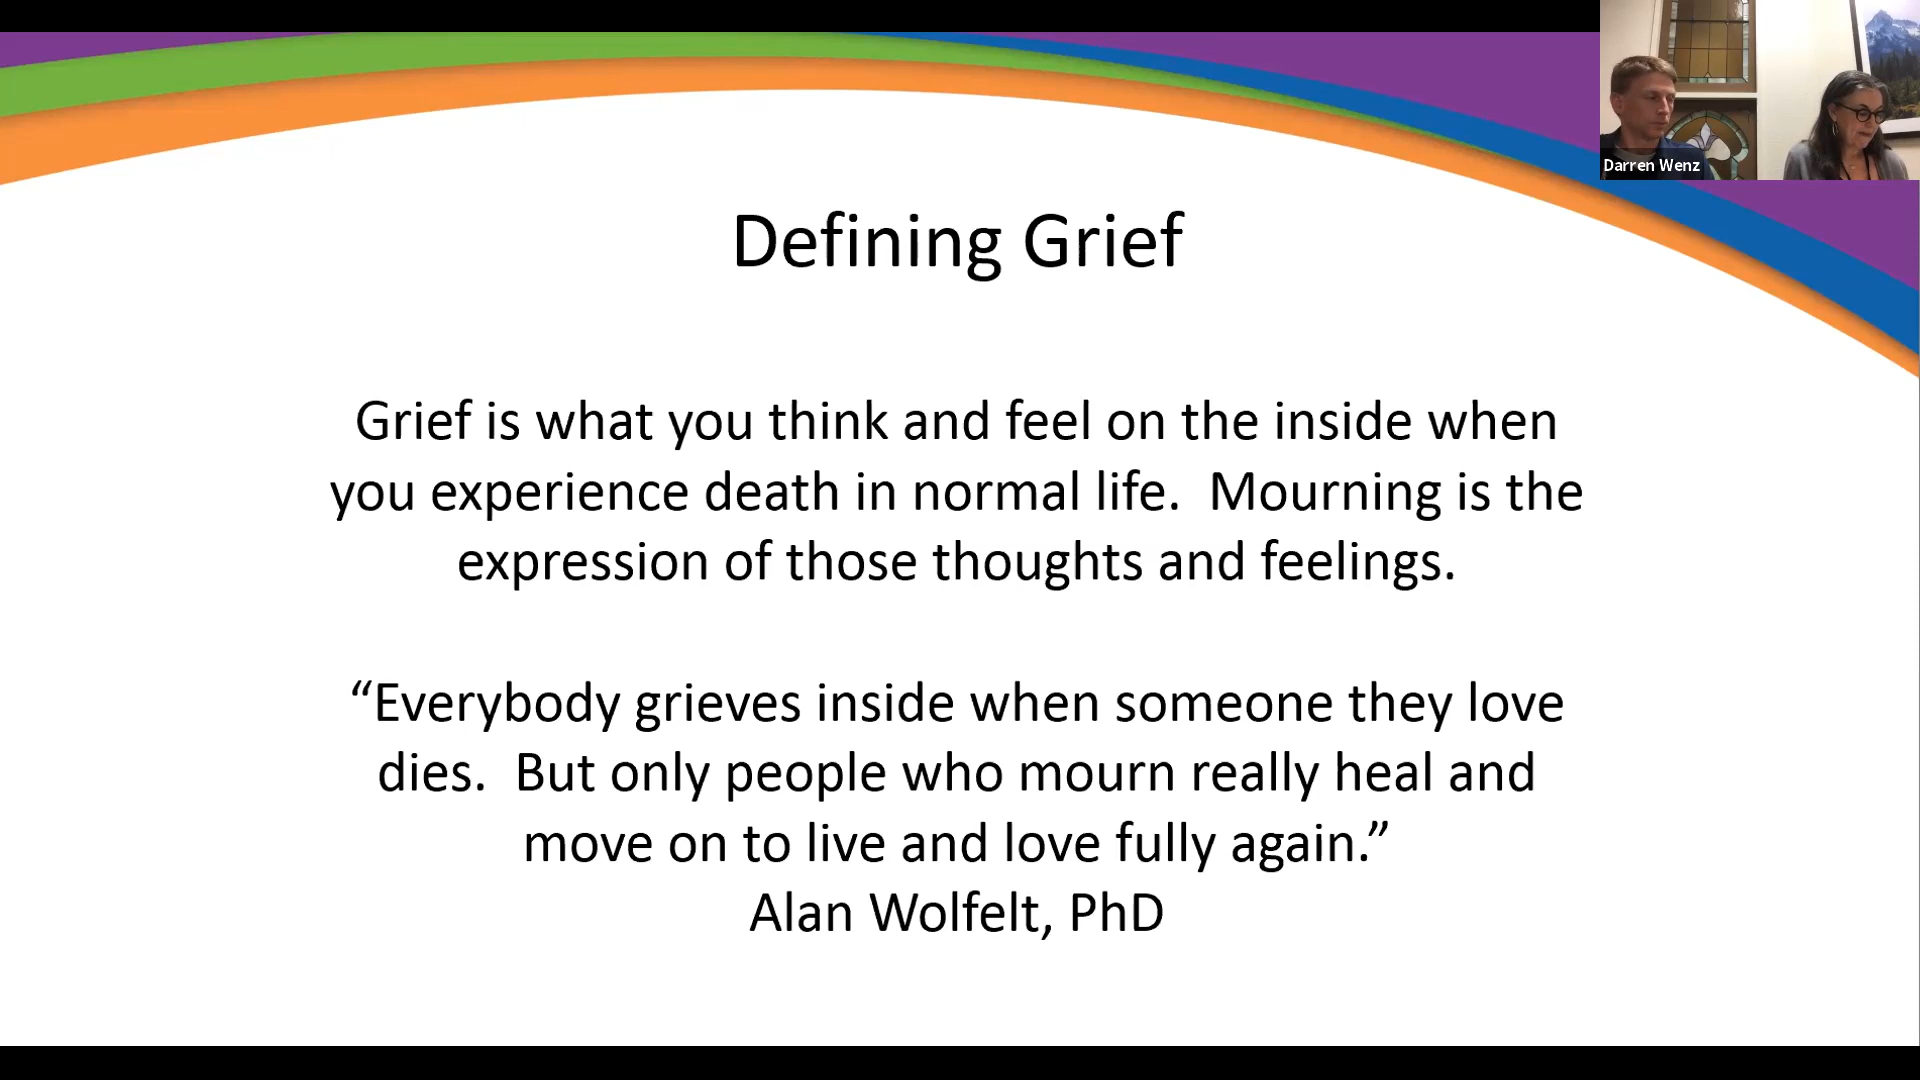 Darren Wenz
Defining Grief
Grief is what you think and feel on the inside when
you experience death in normal life.  Mourning is the
expression of those thoughts and feelings.
“Everybody grieves inside when someone they love
dies.  But only people who mourn really heal and
move on to live and love fully again.”
Alan Wolfelt, PhD